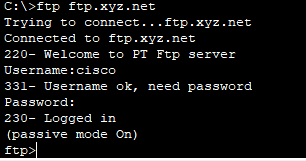 C:\>ftp ftp.xyz.net
Trying to connect...ftp.xyz.net
Connected to ftp.xyz.net
220- Welcome to PT Ftp server
Username:cisco
331- Username ok, need password
Password:
230- Logged in
(passive mode On)
ftp>